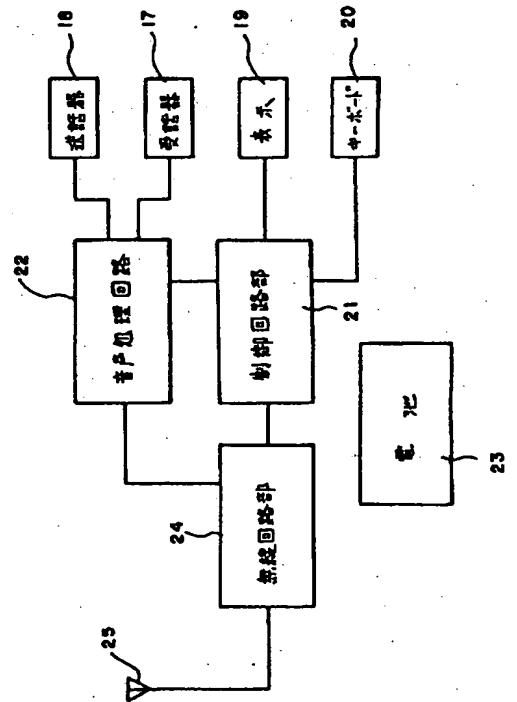 18
送話器
17
受話器
19
表示
20
キーボード
22
音声処理回路
制御回路部
21
24
無線回路部
電池
23
25